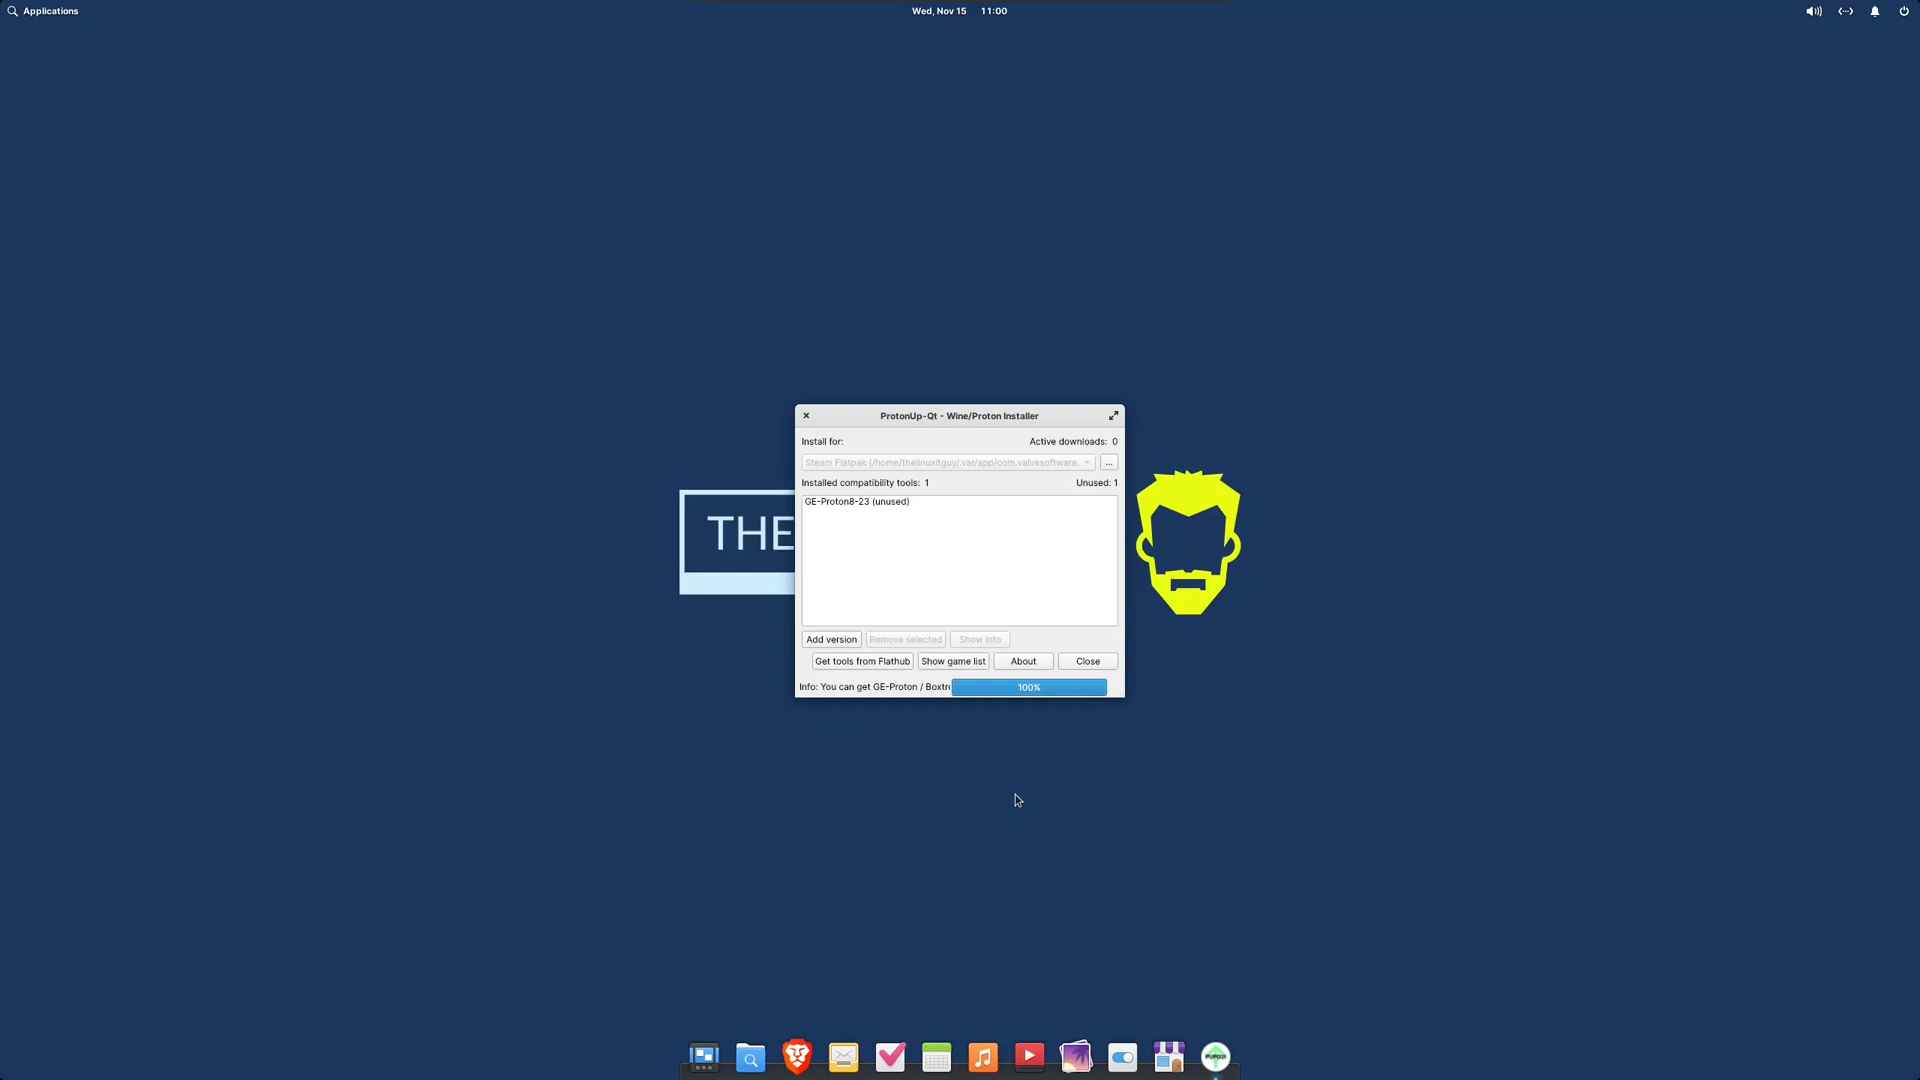 Applications
Wed, Nov 15 11:00
ProtonUp-Qt - Wine/Proton Installer
Install for:
Active downloads: 0
Steam Flatpak (/home/thelinuxitguy/.var/app/com.valvesoftware.
...
Installed compatibility tools: 1
Unused: 1
GE-Proton8-23 (unused)
THE
Add version
Remove selected
Show info
Get tools from Flathub
Show game list
About
Close
Info: You can get GE-Proton / Boxtr
100%